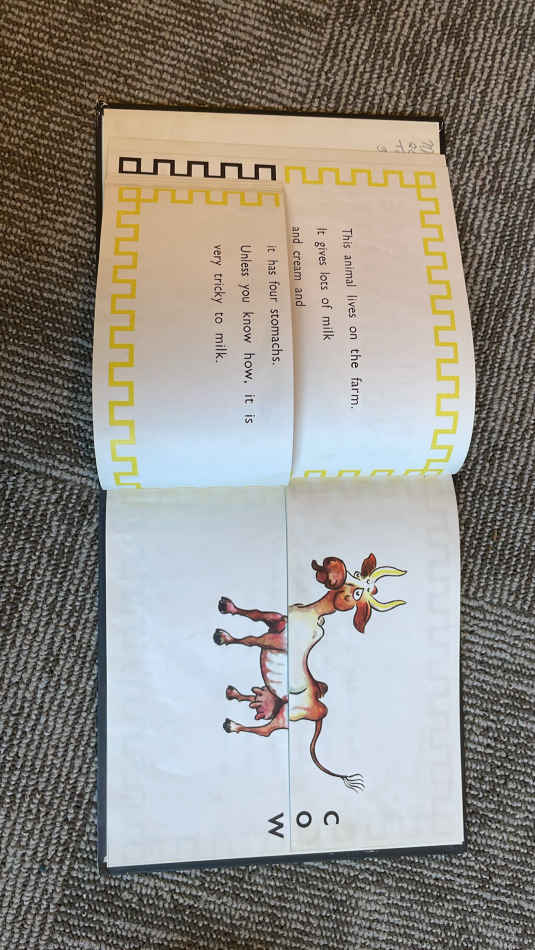 This animal lives on the farm.
It gives lots of milk
and cream and
it has four stomachs.
Unless you know how, it is
very tricky to milk.
C
O
W